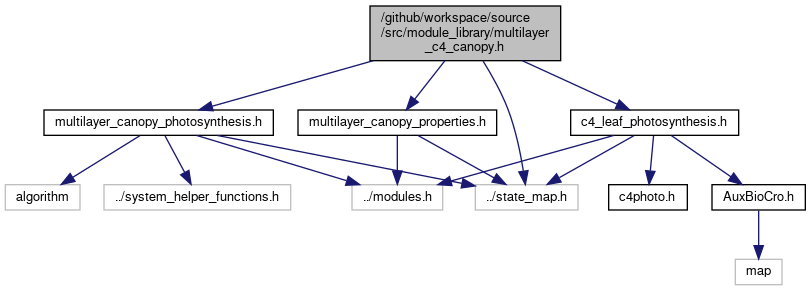 /github/workspace/source
/src/module_library/multilayer
_c4_canopy.h
multilayer_canopy_photosynthesis.h
multilayer_canopy_properties.h
c4_leaf_photosynthesis.h
algorithm
../system_helper_functions.h
../modules.h
../state_map.h
c4photo.h
AuxBioCro.h
map